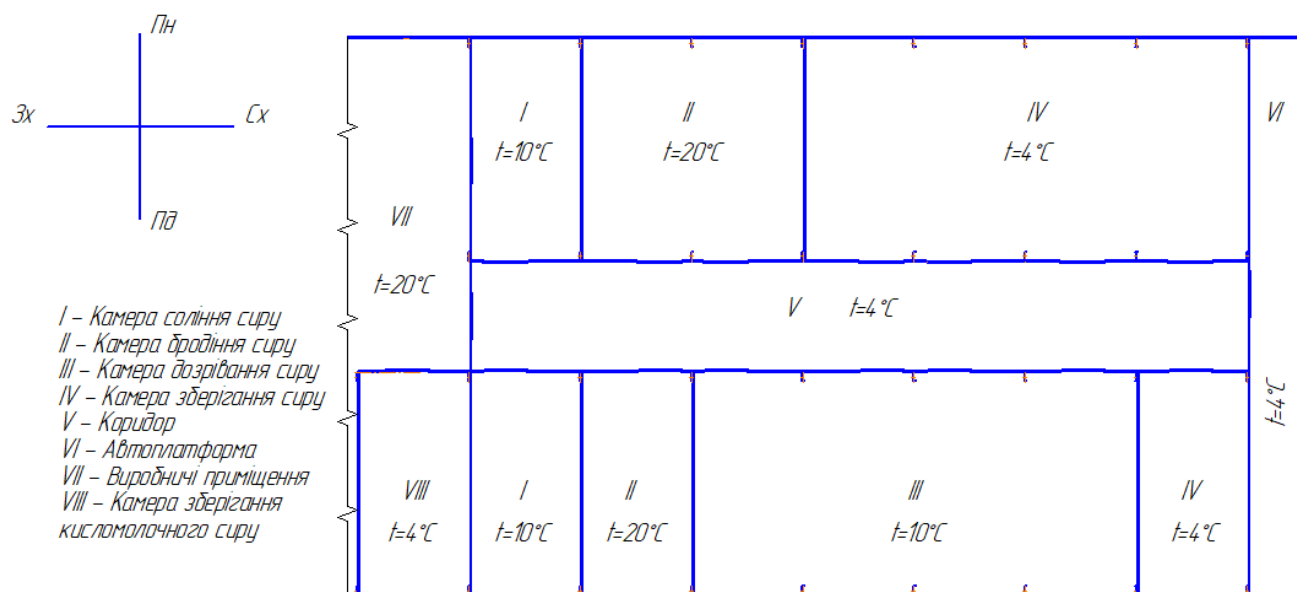 Пн
Зх
Сх
Пд
I
t=10°C
II
t=20°C
IV
t=4°C
VI
VII
t=20°C
V t=4°C
t=4°C
I – Камера соління сиру
II – Камера бродіння сиру
III – Камера дозрівання сиру
IV – Камера зберігання сиру
V – Коридор
VI – Автоплатформа
VII – Виробничі приміщення
VIII – Камера зберігання
кисломолочного сиру
VIII
t=4°C
I
t=10°C
II
t=20°C
III
t=10°C
IV
t=4°C